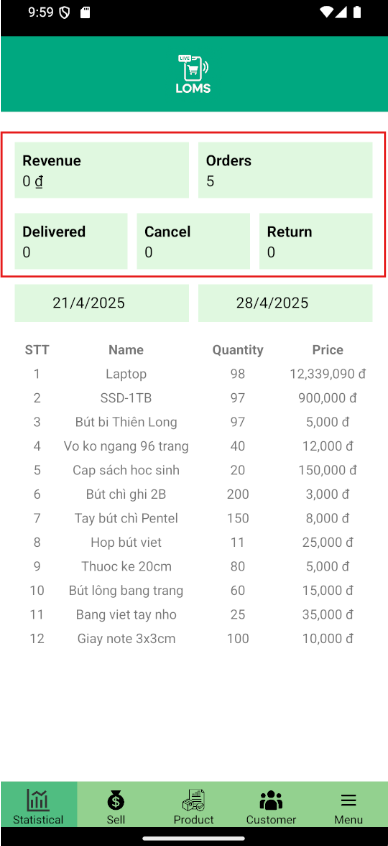 9:59
LIVE
LOMS
Revenue Orders
0 ₫ 5
Delivered Cancel Return
0 0 0
21/4/2025 28/4/2025
STT Name Quantity Price
1 Laptop 98 12,339,090 đ
2 SSD-1TB 97 900,000 đ
3 Bút bi Thiên Long 97 5,000 đ
4 Vo ko ngang 96 trang 40 12,000 đ
5 Cap sách hoc sinh 20 150,000 đ
6 Bút chì ghi 2B 200 3,000 đ
7 Tay bút chì Pentel 150 8,000 đ
8 Hop bút viet 11 25,000 đ
9 Thuoc ke 20cm 80 5,000 đ
10 Bút lông bang trang 60 15,000 đ
11 Bang viet tay nho 25 35,000 đ
12 Giay note 3x3cm 100 10,000 đ
Statistical Sell Product Customer Menu